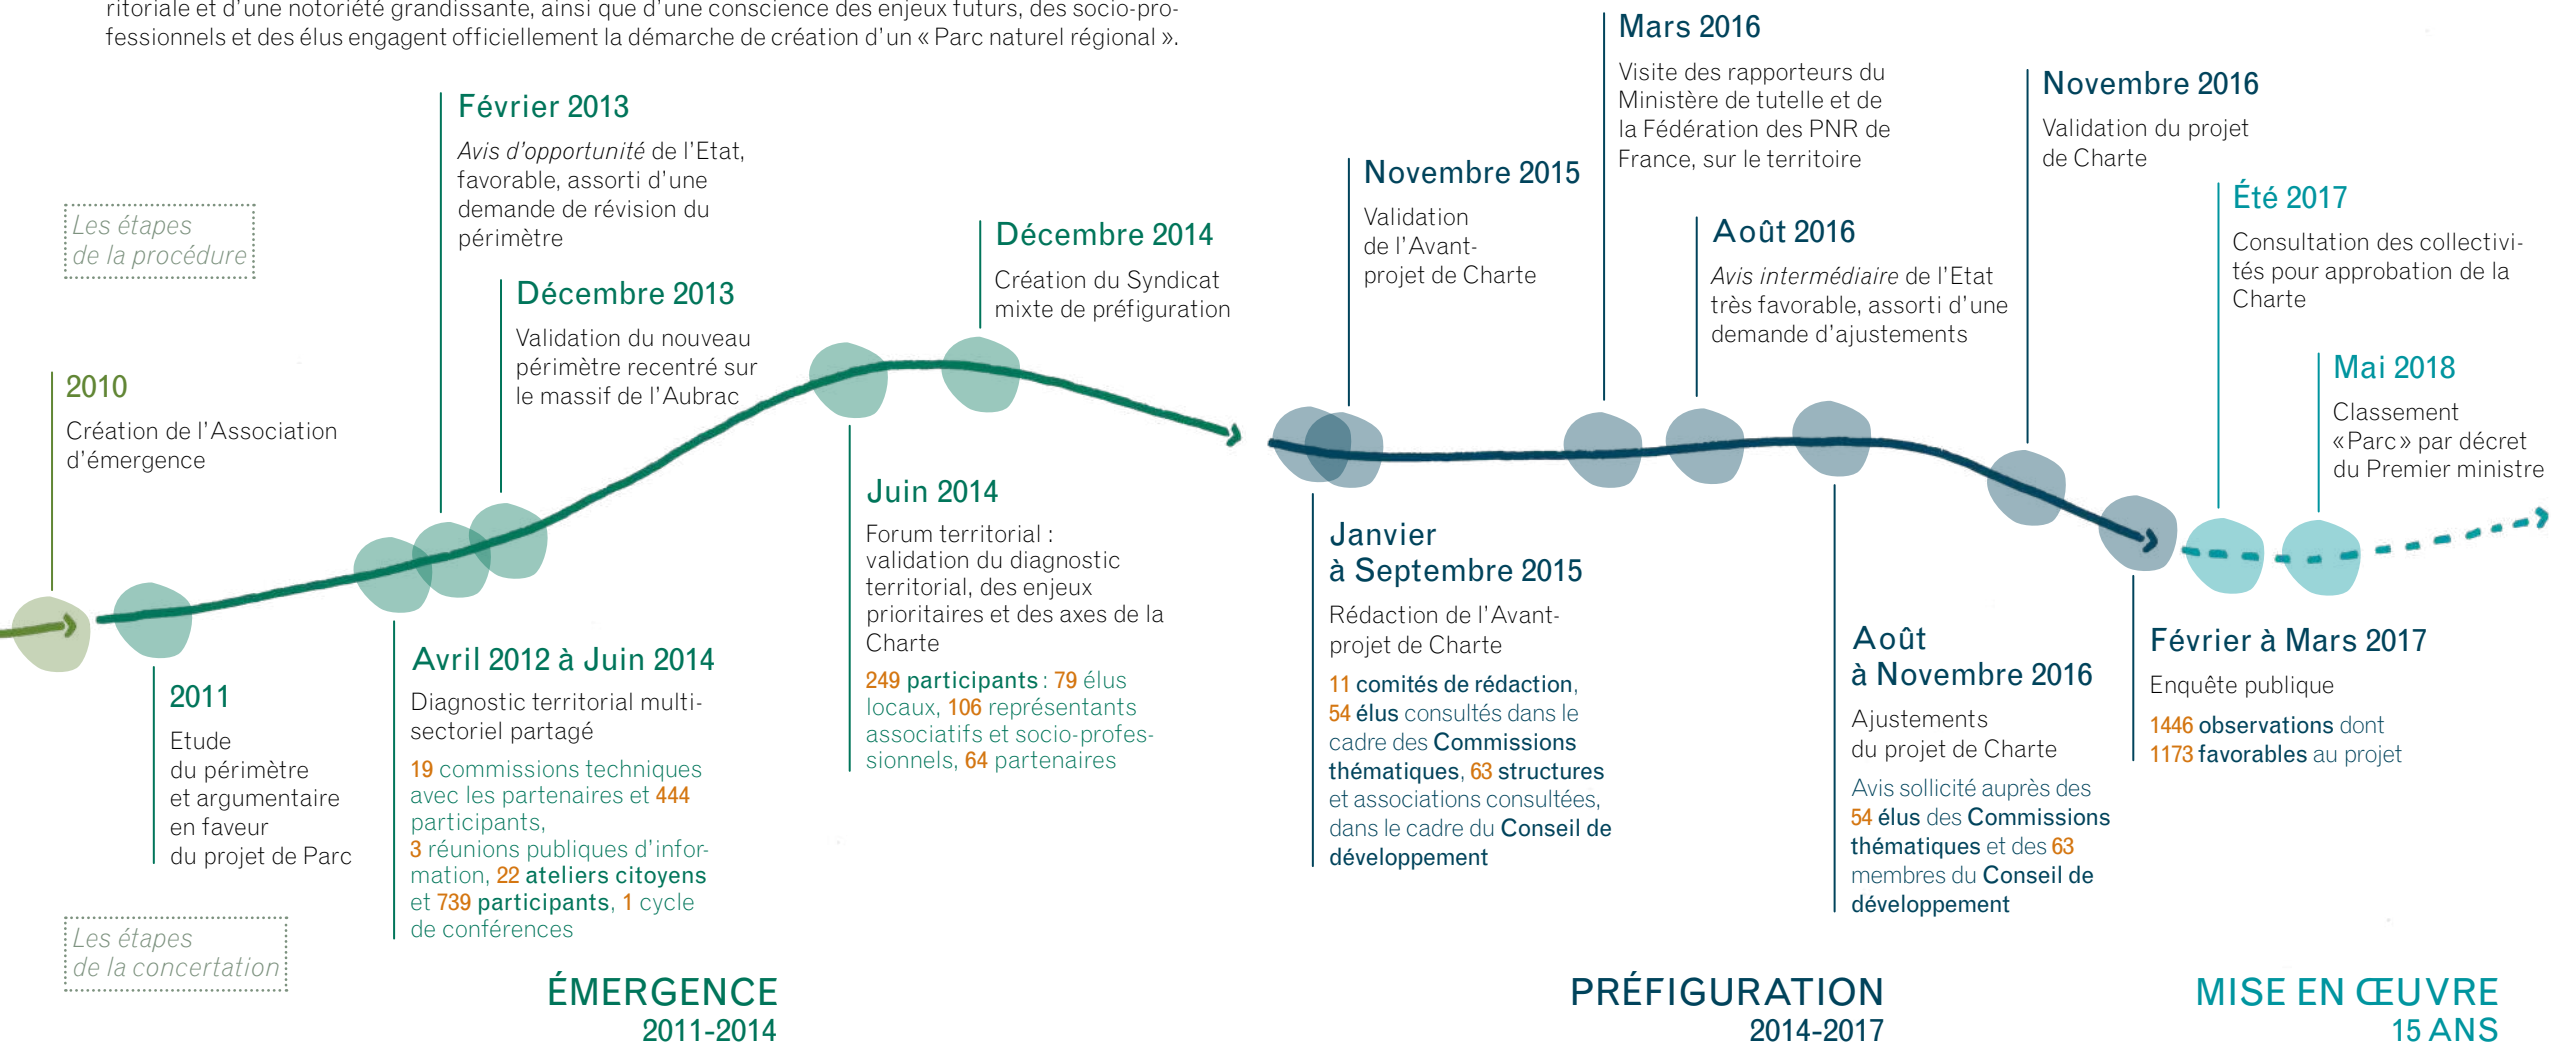 ritoriale et d'une notoriété grandissante, ainsi que d'une conscience des enjeux futurs, des socio-pro-
fessionnels et des élus engagent officiellement la démarche de création d'un « Parc naturel régional ».
Les étapes
de la procédure
2010
Création de l'Association
d'émergence
Février 2013
Avis d'opportunité de l'Etat,
favorable, assorti d'une
demande de révision du
périmètre
Décembre 2013
Validation du nouveau
périmètre recentré sur
le massif de l'Aubrac
Décembre 2014
Création du Syndicat
mixte de préfiguration
Novembre 2015
Validation
de l'Avant-
projet de Charte
Mars 2016
Visite des rapporteurs du
Ministère de tutelle et de
la Fédération des PNR de
France, sur le territoire
Août 2016
Avis intermédiaire de l'Etat
très favorable, assorti d'une
demande d'ajustements
Novembre 2016
Validation du projet
de Charte
Été 2017
Consultation des collectivi-
tés pour approbation de la
Charte
Mai 2018
Classement
«Parc» par décret
du Premier ministre
2011
Etude
du périmètre
et argumentaire
en faveur
du projet de Parc
Avril 2012 à Juin 2014
Diagnostic territorial multi-
sectoriel partagé
19 commissions techniques
avec les partenaires et 444
participants,
3 réunions publiques d'infor-
mation, 22 ateliers citoyens
et 739 participants, 1 cycle
de conférences
Juin 2014
Forum territorial :
validation du diagnostic
territorial, des enjeux
prioritaires et des axes de la
Charte
249 participants : 79 élus
locaux, 106 représentants
associatifs et socio-profes-
sionnels, 64 partenaires
Janvier
à Septembre 2015
Rédaction de l'Avant-
projet de Charte
11 comités de rédaction,
54 élus consultés dans le
cadre des Commissions
thématiques, 63 structures
et associations consultées,
dans le cadre du Conseil de
développement
Août
à Novembre 2016
Ajustements
du projet de Charte
Avis sollicité auprès des
54 élus des Commissions
thématiques et des 63
membres du Conseil de
développement
Février à Mars 2017
Enquête publique
1446 observations dont
1173 favorables au projet
Les étapes
de la concertation
ÉMERGENCE
2011-2014
PRÉFIGURATION
2014-2017
MISE EN ŒUVRE
15 ANS